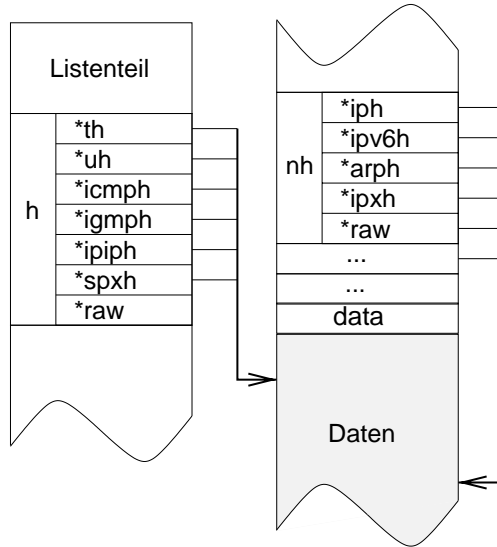 Listenteil
h
*th
*uh
*icmph
*igmph
*ipiph
*spxh
*raw
nh
*iph
*ipv6h
*arph
*ipxh
*raw
...
...
data
Daten